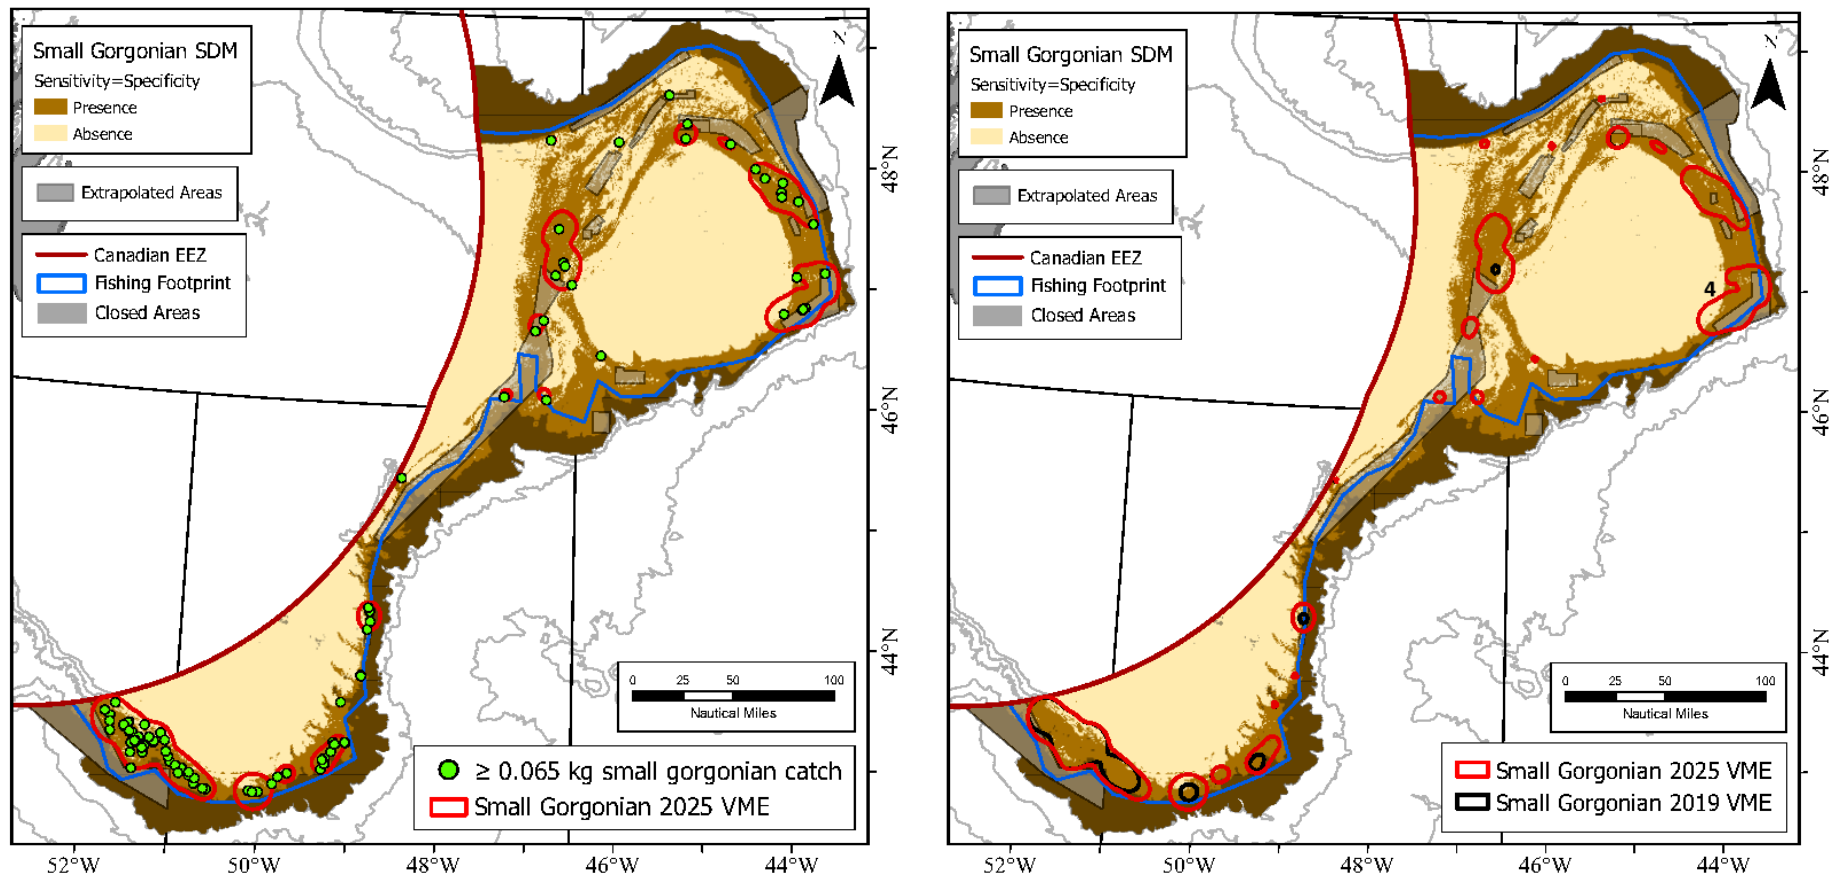 Small Gorgonian SDM
Sensitivity=Specificity
Presence
Absence
Extrapolated Areas
Canadian EEZ
Fishing Footprint
Closed Areas
z
48°N
46°N
44°N
0 25 50 100
Nautical Miles
≥ 0.065 kg small gorgonian catch
Small Gorgonian 2025 VME
52°W 50°W 48°W 46°W 44°W
Small Gorgonian SDM
Sensitivity=Specificity
Presence
Absence
Extrapolated Areas
Canadian EEZ
Fishing Footprint
Closed Areas
z
48°N
4
46°N
44°N
0 25 50 100
Nautical Miles
Small Gorgonian 2025 VME
Small Gorgonian 2019 VME
52°W 50°W 48°W 46°W 44°W